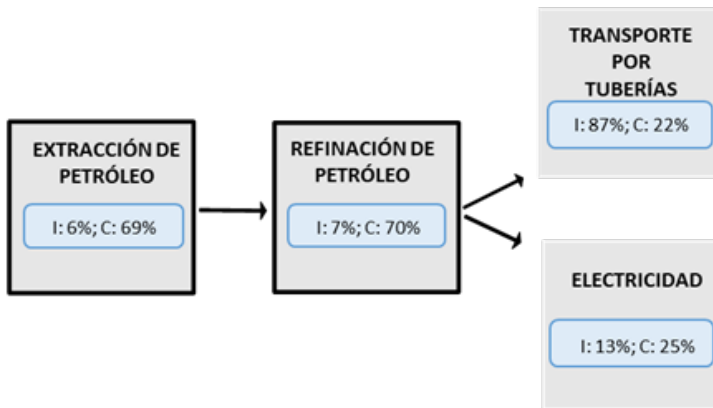 EXTRACCIÓN DE
PETRÓLEO
I: 6%; C: 69%
REFINACIÓN DE
PETRÓLEO
I: 7%; C: 70%
TRANSPORTE
POR
TUBERÍAS
I: 87%; C: 22%
ELECTRICIDAD
I: 13%; C: 25%